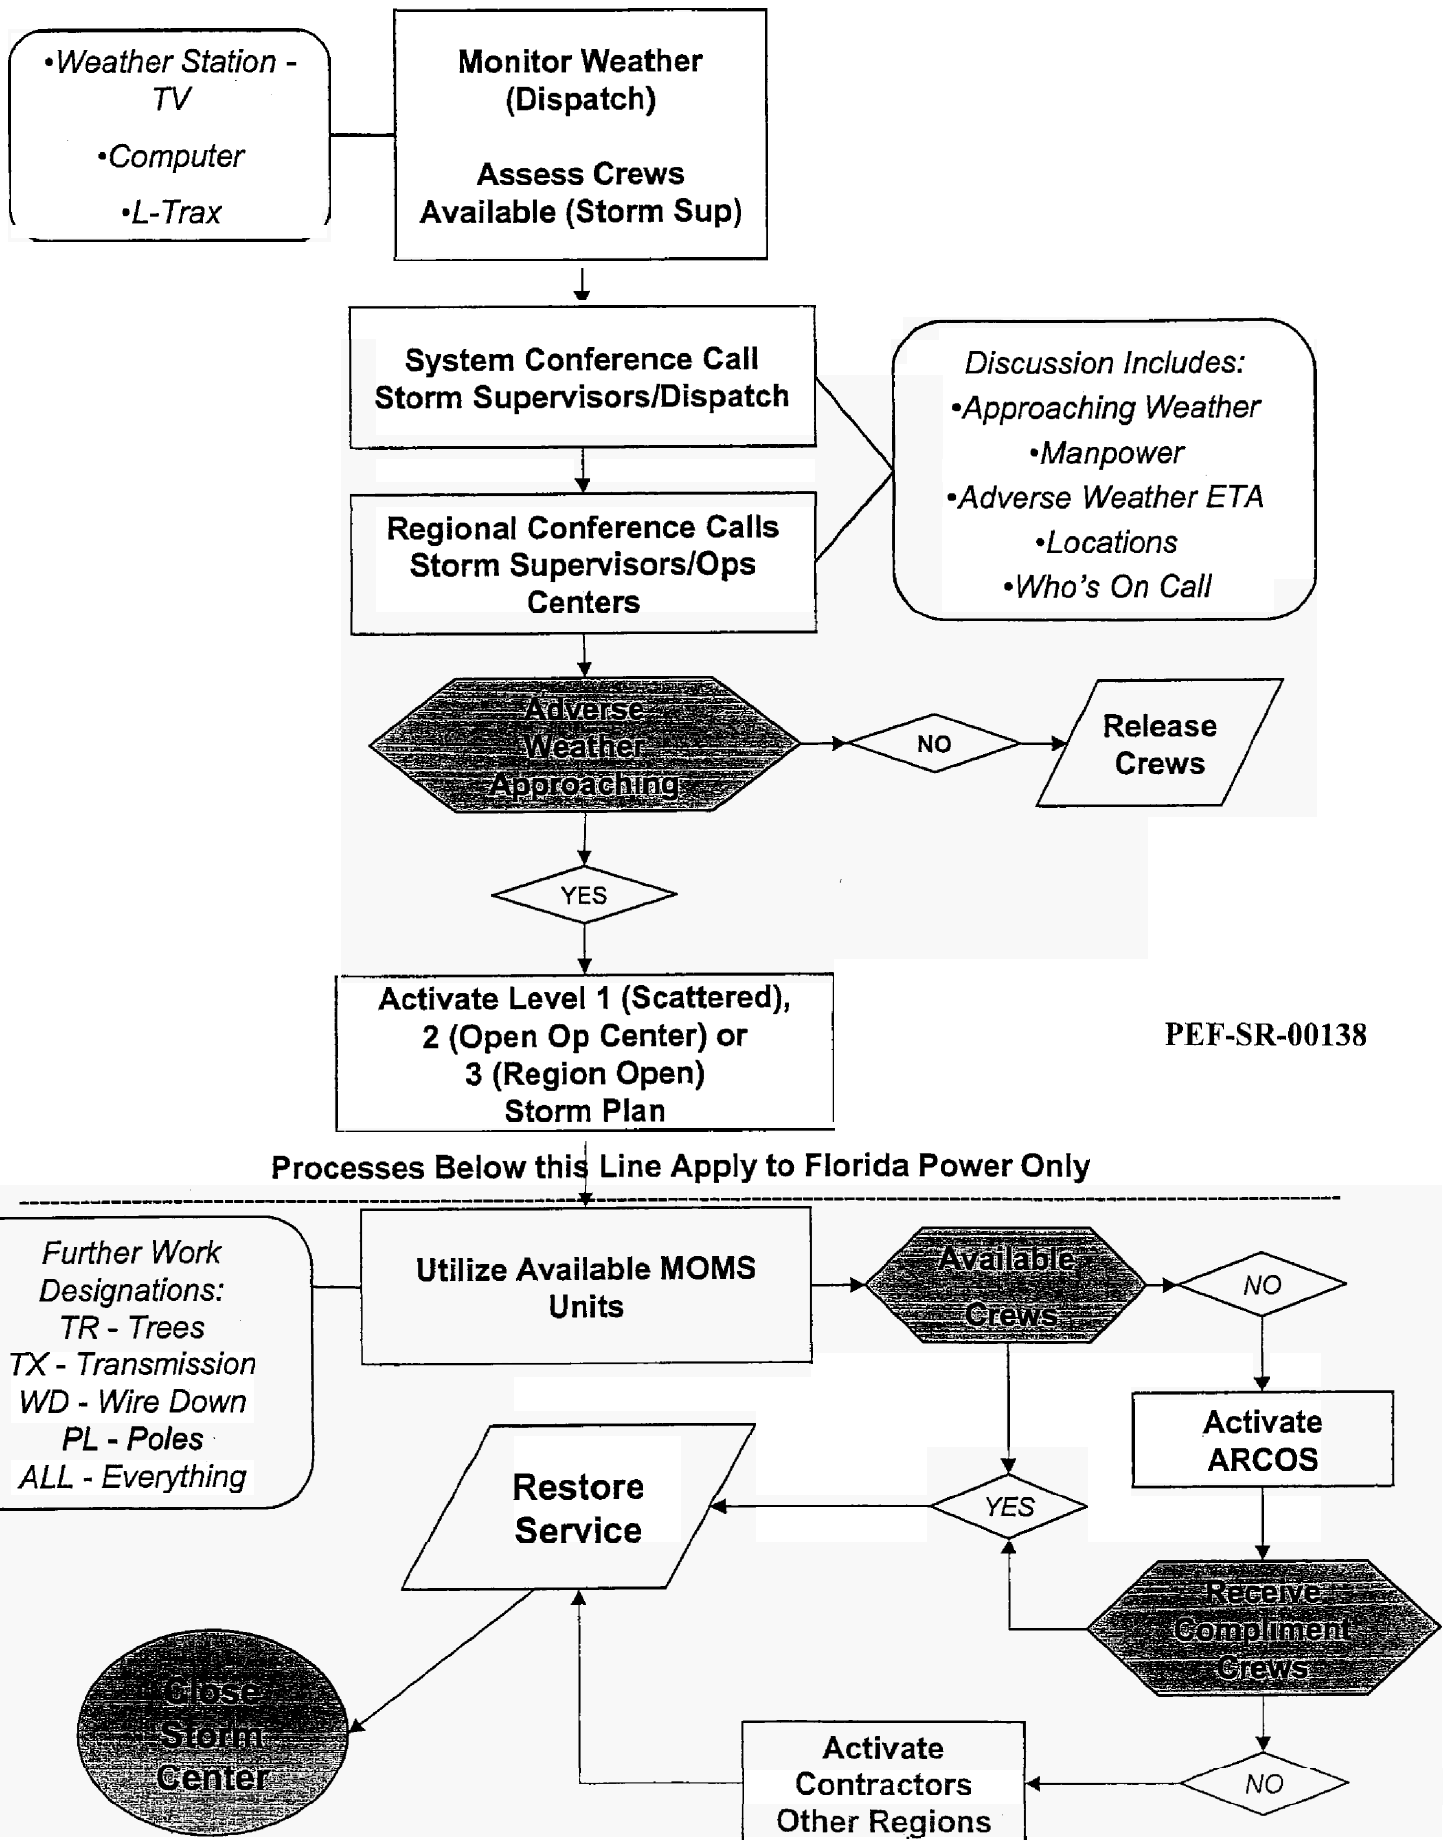 •Weather Station -
TV
•Computer
•L-Trax
Monitor Weather
(Dispatch)
Assess Crews
Available (Storm Sup)
System Conference Call
Storm Supervisors/Dispatch
Discussion Includes:
•Approaching Weather
•Manpower
•Adverse Weather ETA
•Locations
•Who's On Call
Regional Conference Calls
Storm Supervisors/Ops
Centers
Adverse
Weather
Approaching
NO
Release
Crews
YES
Activate Level 1 (Scattered),
2 (Open Op Center) or
3 (Region Open)
Storm Plan
PEF-SR-00138
Processes Below this Line Apply to Florida Power Only
Further Work
Designations:
TR - Trees
TX - Transmission
WD - Wire Down
PL - Poles
ALL - Everything
Utilize Available MOMS
Units
Available
Crews
NO
Activate
ARCOS
YES
Restore
Service
Receive
Compliment
Crews
Close
Storm
Center
Activate
Contractors
Other Regions
NO